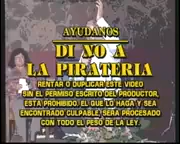 AYUDANOS
DI NO A
LA PIRATERIA
RENTAR O DUPLICAR ESTE VIDEO
SIN EL PERMISO ESCRITO DEL PRODUCTOR,
ESTA PROHIBIDO. EL QUE LO HAGA Y SEA
ENCONTRADO CULPABLE, SERA PROCESADO
CON TODO EL PESO DE LA LEY.